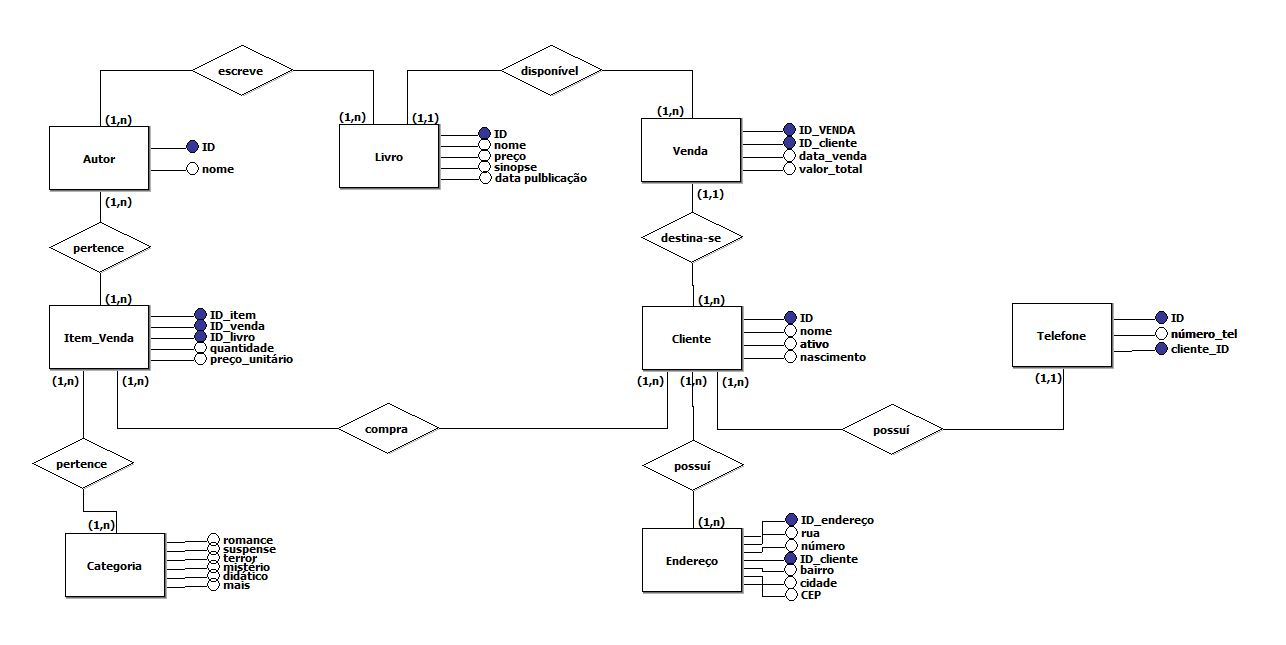 escreve
disponível
(1,n)
(1,n)
(1,1)
(1,n)
Autor
ID
nome
Livro
ID
nome
preço
sinopse
data pulblicação
Venda
ID_VENDA
ID_cliente
data_venda
valor_total
(1,n)
(1,1)
pertence
destina-se
(1,n)
(1,n)
Item_Venda
ID_item
ID_venda
ID_livro
quantidade
preço_unitário
Cliente
ID
nome
ativo
nascimento
Telefone
ID
número_tel
cliente_ID
(1,n)
(1,n)
(1,n)
(1,n)
(1,n)
(1,1)
compra
possuí
pertence
possuí
(1,n)
(1,n)
Categoria
romance
suspense
terror
mistério
didático
mais
Endereço
ID_endereço
rua
número
ID_cliente
bairro
cidade
CEP